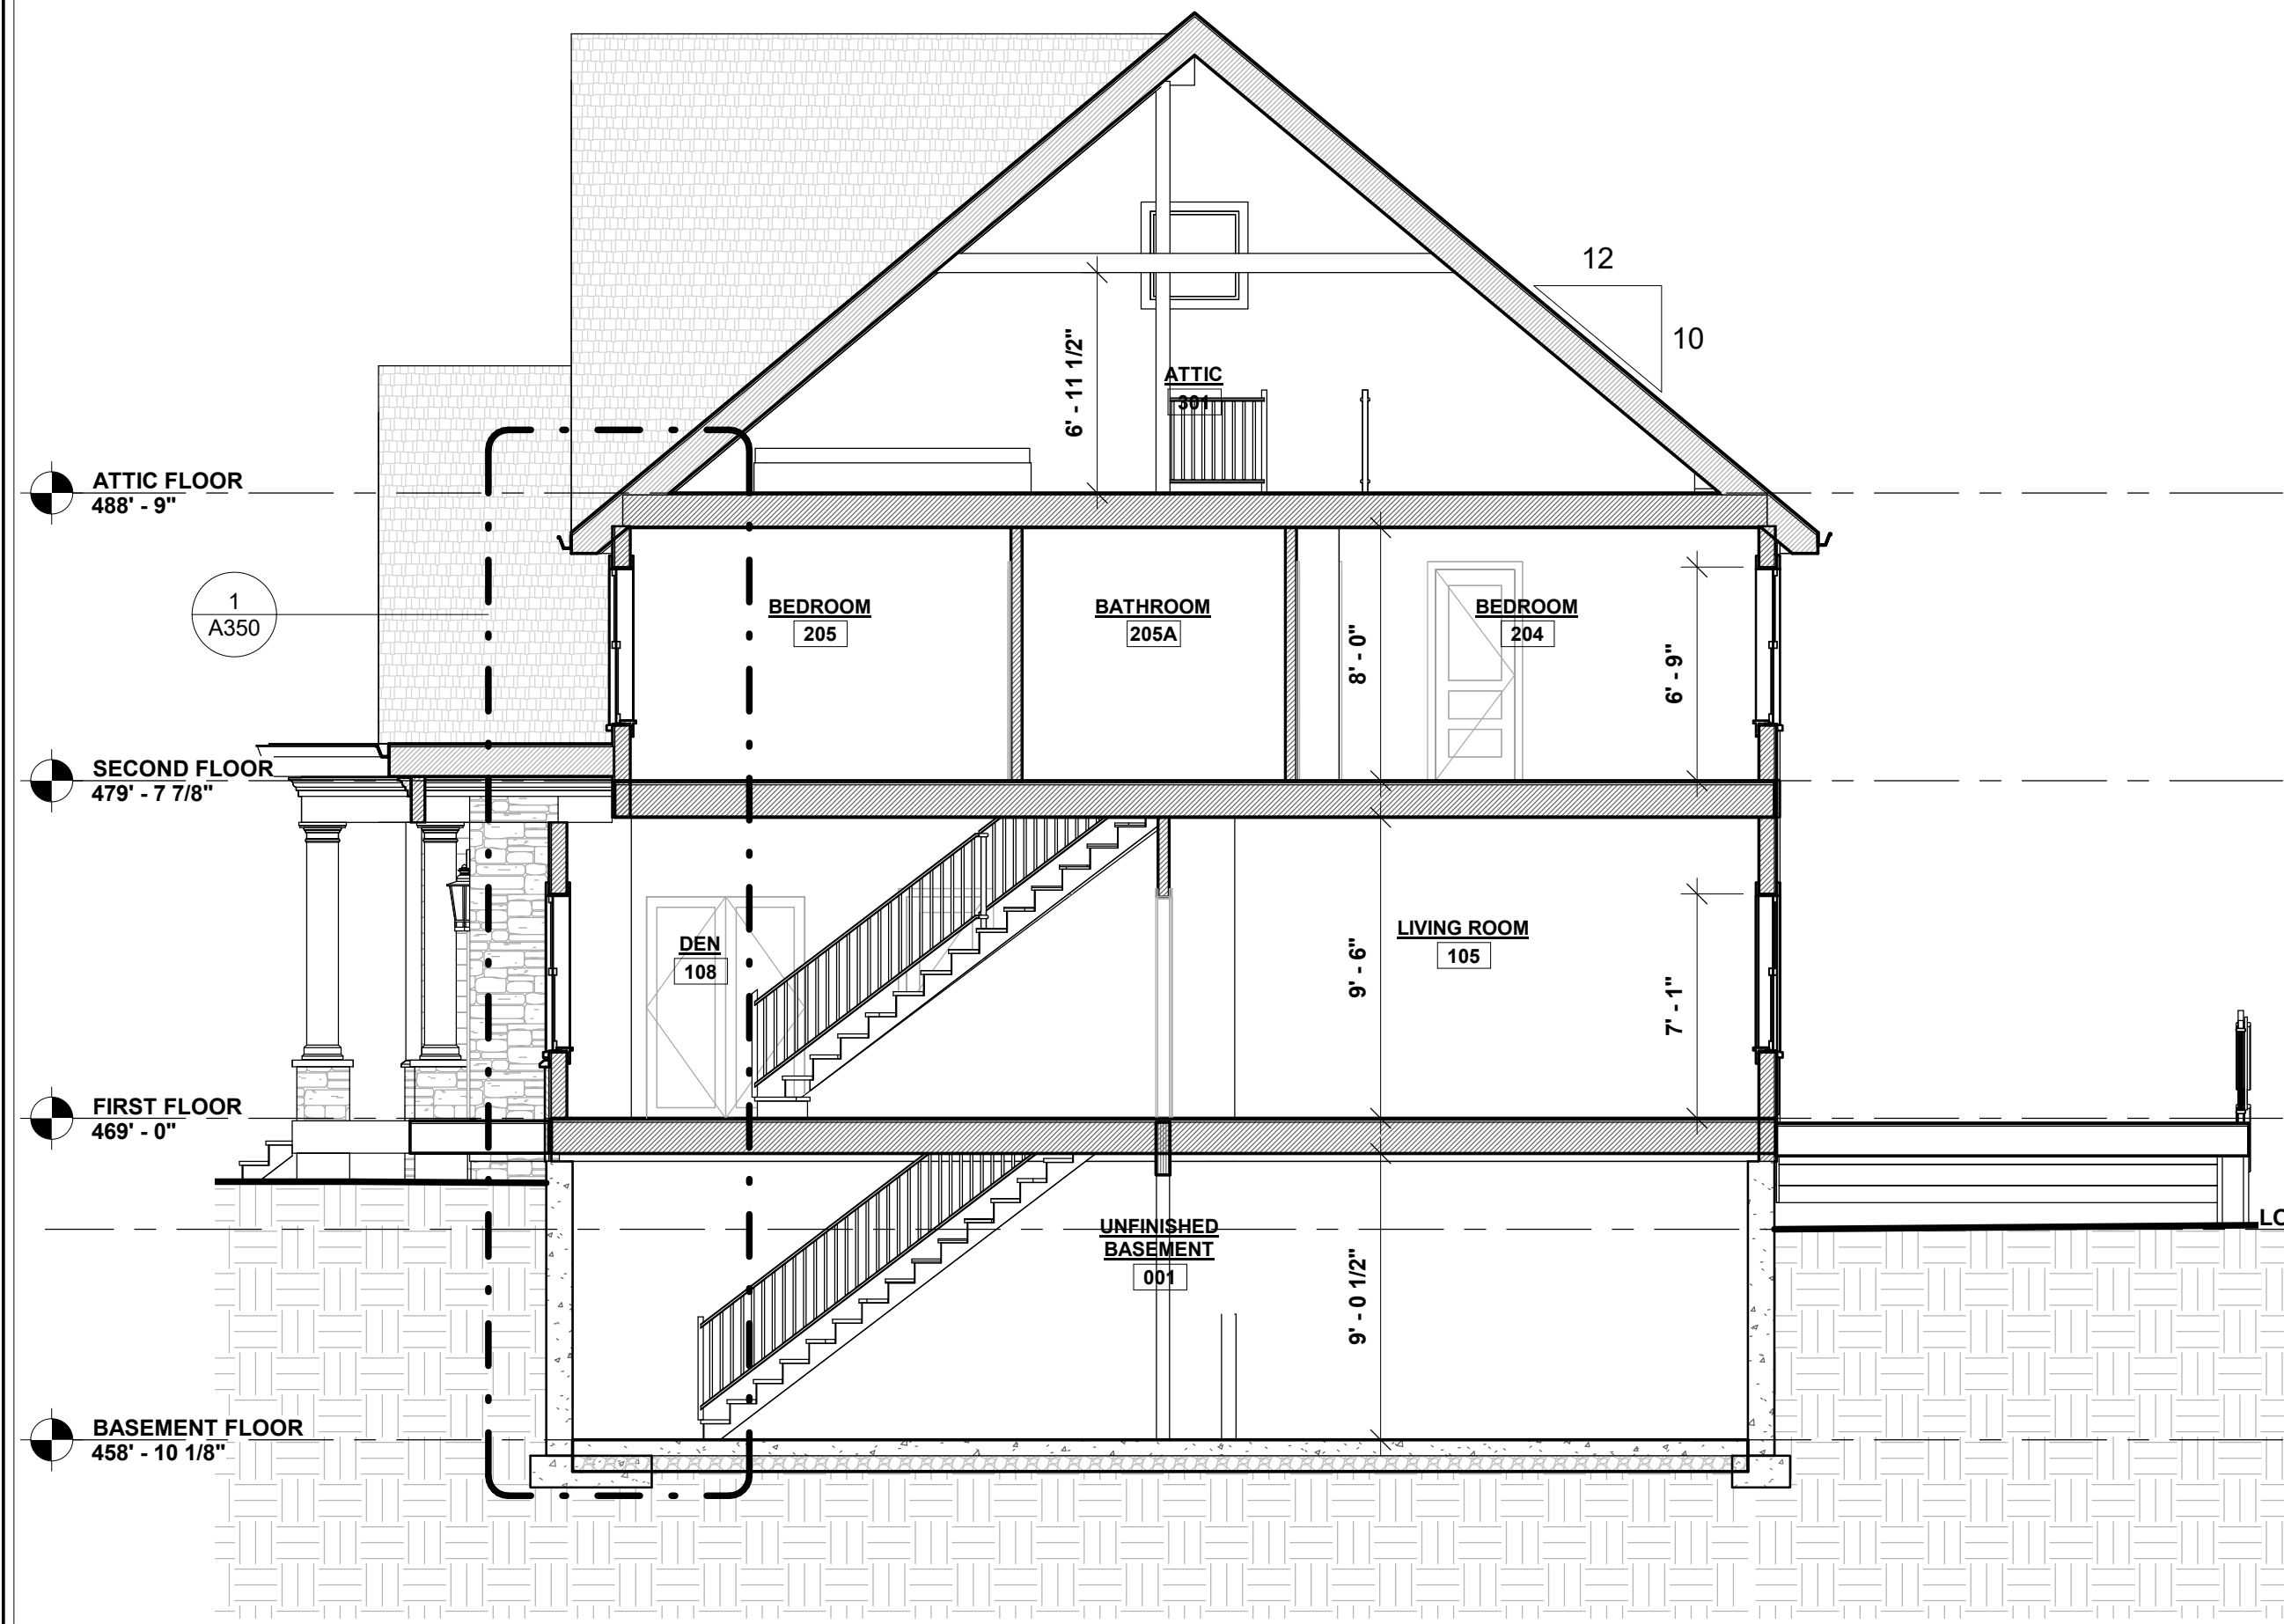 12
10
6' - 11 1/2"
ATTIC
301
ATTIC FLOOR
488' - 9"
1
A350
BEDROOM
205
BATHROOM
205A
BEDROOM
204
8' - 0"
6' - 9"
SECOND FLOOR
479' - 7 7/8"
DEN
108
LIVING ROOM
105
9' - 6"
7' - 1"
FIRST FLOOR
469' - 0"
LO
UNFINISHED
BASEMENT
001
9' - 0 1/2"
BASEMENT FLOOR
458' - 10 1/8"